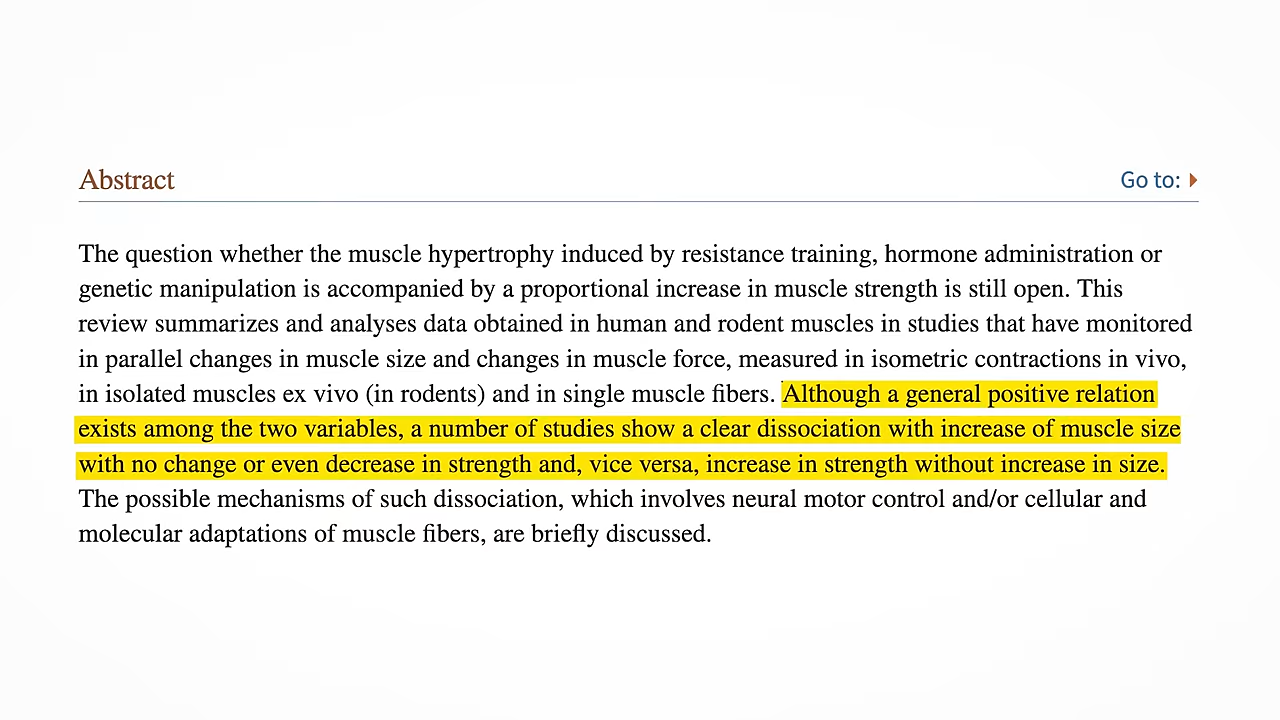 Abstract
Go to:
The question whether the muscle hypertrophy induced by resistance training, hormone administration or
genetic manipulation is accompanied by a proportional increase in muscle strength is still open. This
review summarizes and analyses data obtained in human and rodent muscles in studies that have monitored
in parallel changes in muscle size and changes in muscle force, measured in isometric contractions in vivo,
in isolated muscles ex vivo (in rodents) and in single muscle fibers. Although a general positive relation
exists among the two variables, a number of studies show a clear dissociation with increase of muscle size
with no change or even decrease in strength and, vice versa, increase in strength without increase in size.
The possible mechanisms of such dissociation, which involves neural motor control and/or cellular and
molecular adaptations of muscle fibers, are briefly discussed.